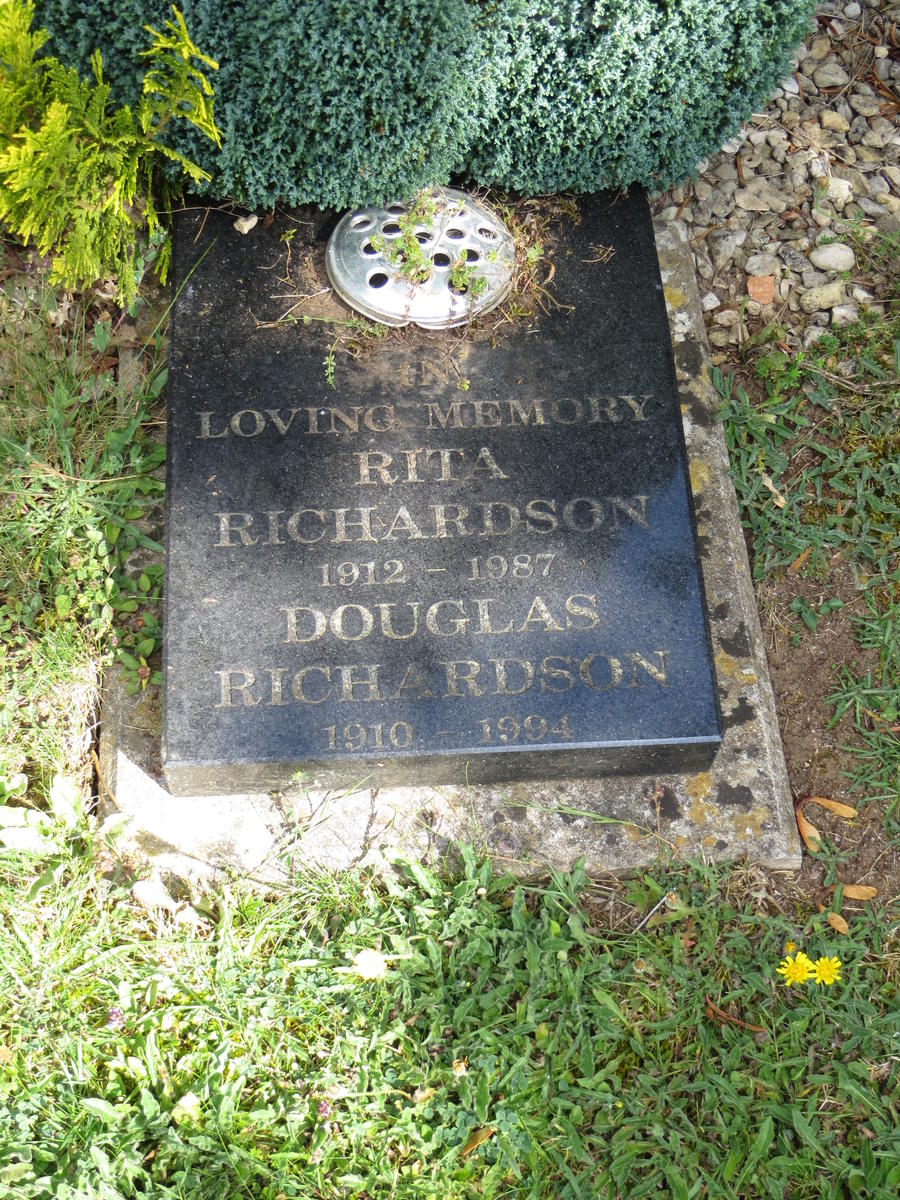 IN
LOVING MEMORY
RITA
RICHARDSON
1912 – 1987
DOUGLAS
RICHARDSON
1910 – 1994